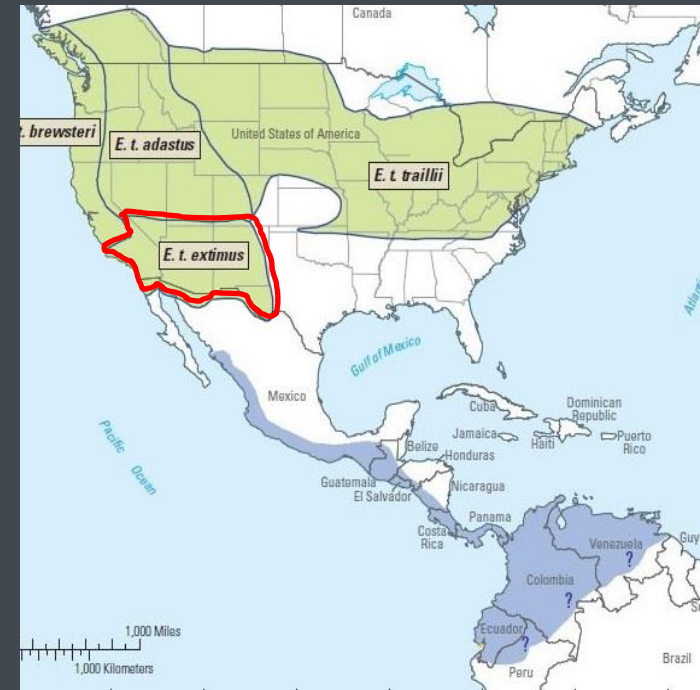 Canada
t. brewsteri
E. t. adastus
United States of America
E. t. traillii
E. t. extimus
Gulf of Mexico
Mexico
Pacific Ocean
Cuba
Dominican
Republic
Jamaica
Haiti
Puerto
Rico
Belize
Honduras
Guatemala
El Salvador
Nicaragua
Costa
Rica
Panama
Venezuela
Guy
?
Colombia
?
Ecuador
?
Peru
Brazil
1,000 Miles
1,000 Kilometers